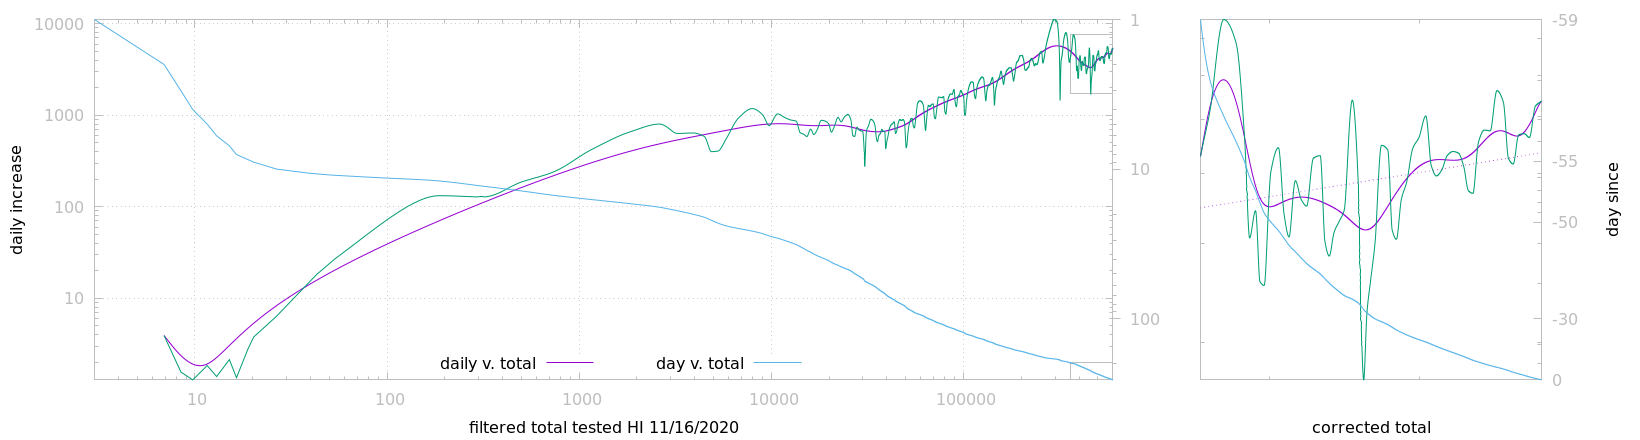 10000
1000
100
10
daily increase
10
100
1000
10000
100000
1
10
100
daily v. total
day v. total
filtered total tested HI 11/16/2020
-59
-55
-50
-30
0
day since
corrected total